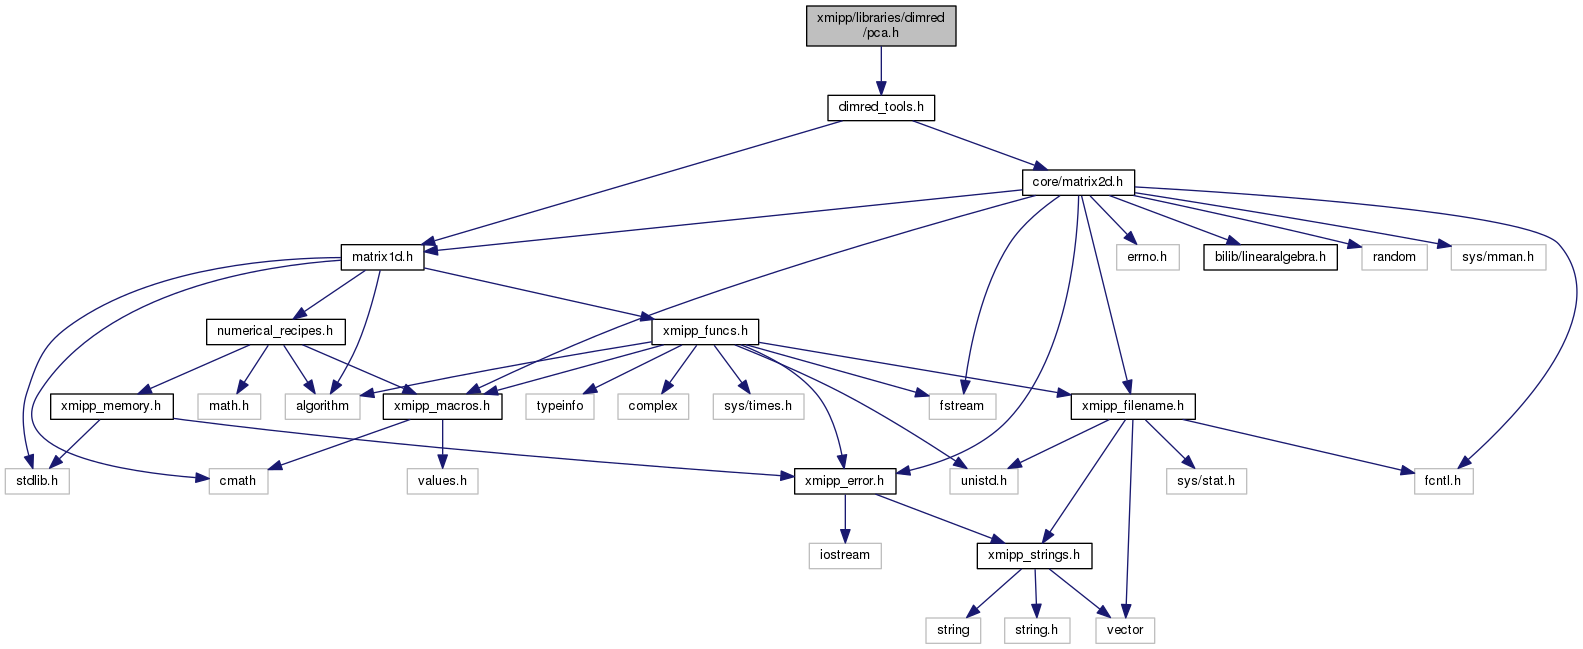 xmipp/libraries/dimred
/pca.h
dimred_tools.h
core/matrix2d.h
matrix1d.h
errno.h
bilib/linearalgebra.h
random
sys/mman.h
numerical_recipes.h
xmipp_funcs.h
xmipp_memory.h
math.h
algorithm
xmipp_macros.h
typeinfo
complex
sys/times.h
fstream
xmipp_filename.h
stdlib.h
cmath
values.h
xmipp_error.h
unistd.h
sys/stat.h
fcntl.h
iostream
xmipp_strings.h
string
string.h
vector